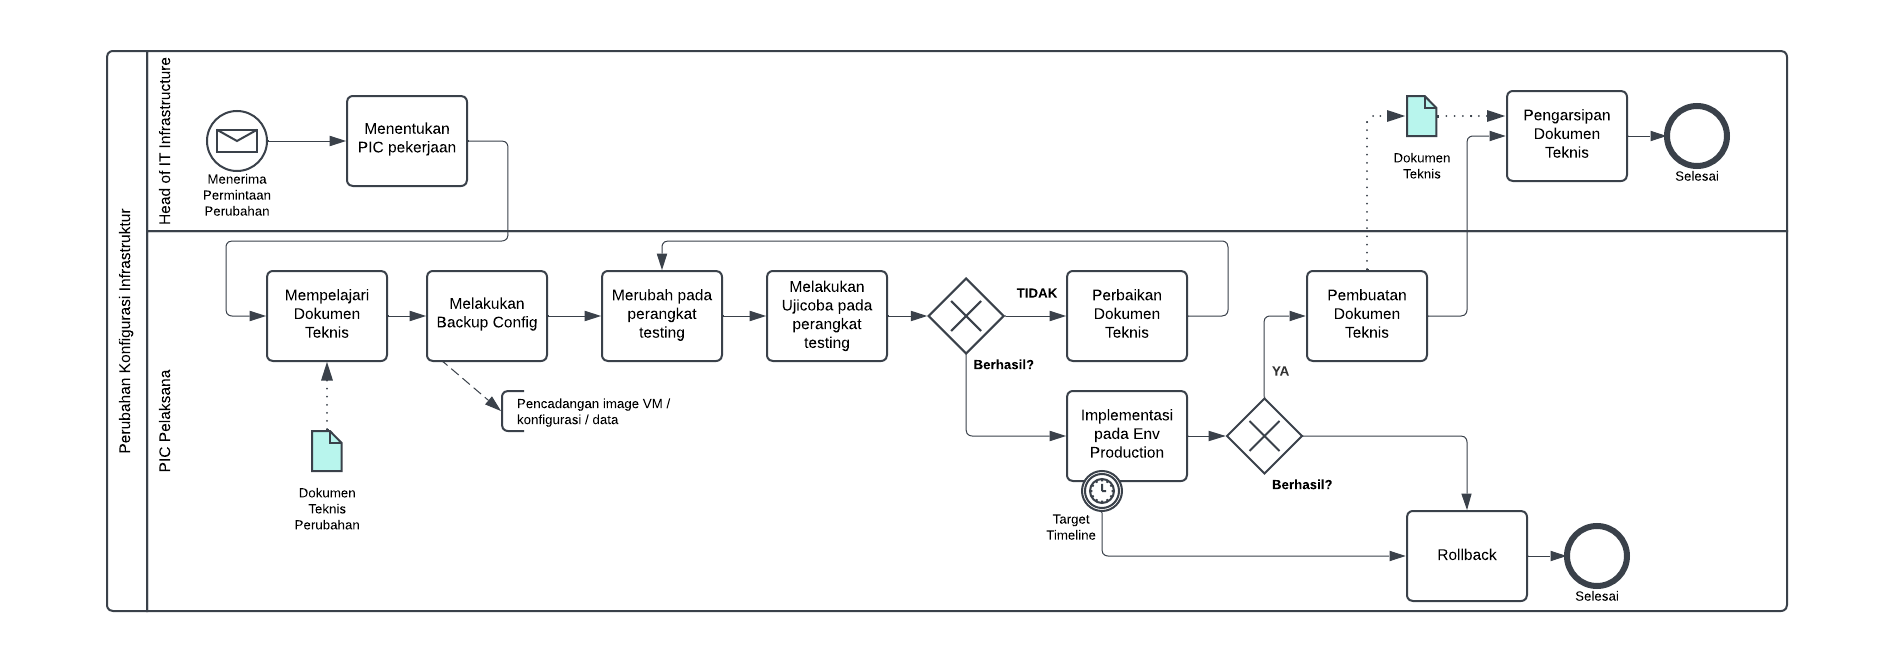 Perubahan Konfigurasi Infrastruktur
Head of IT Infrastructure
Menerima
Permintaan
Perubahan
Menentukan
PIC pekerjaan
Dokumen
Teknis
Pengarsipan
Dokumen
Teknis
Selesai
PIC Pelaksana
Mempelajari
Dokumen
Teknis
Melakukan
Backup Config
Merubah pada
perangkat
testing
Melakukan
Ujicoba pada
perangkat
testing
Berhasil?
TIDAK
Perbaikan
Dokumen
Teknis
Pembuatan
Dokumen
Teknis
YA
Dokumen
Teknis
Perubahan
Pencadangan image VM /
konfigurasi / data
Implementasi
pada Env
Production
Target
Timeline
Berhasil?
Rollback
Selesai